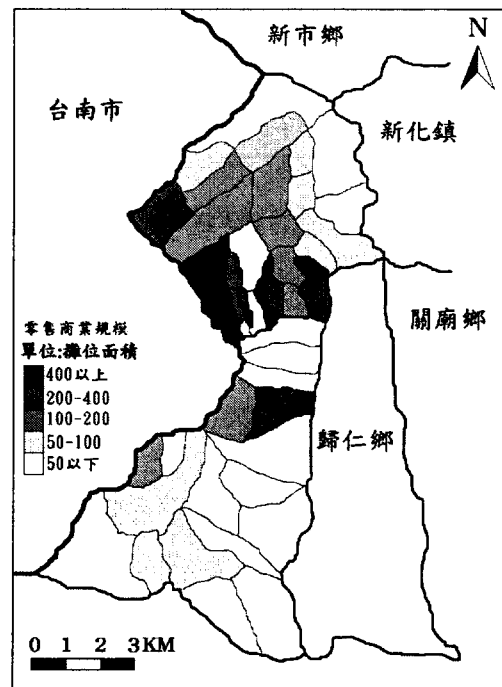 新市鄉
N
台南市
新化鎮
關廟鄉
零售商業規模
單位:攤位面積
400以上
200-400
100-200
50-100
50以下
歸仁鄉
0 1 2 3KM